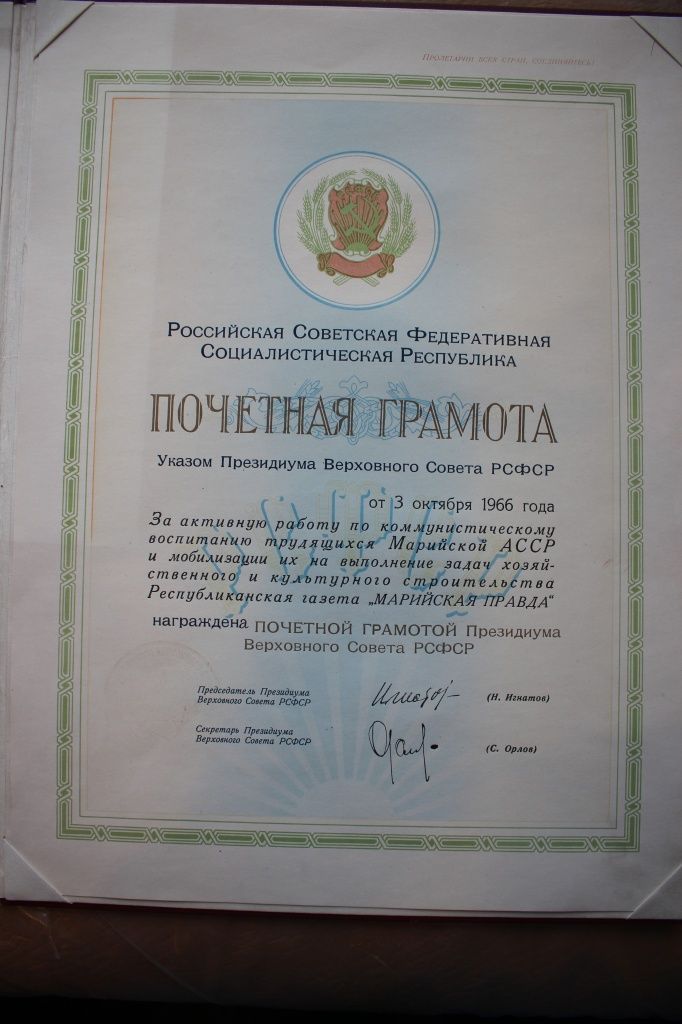 Пролетарии всех стран, соединяйтесь!
Российская Советская Федеративная
Социалистическая Республика
ПОЧЕТНАЯ ГРАМОТА
Указом Президиума Верховного Совета РСФСР
от 3 октября 1966 года
За активную работу по коммунистическому
воспитанию трудящихся Марийской АССР
и мобилизации их на выполнение задач хозяй-
ственного и культурного строительства
Республиканская газета „МАРИЙСКАЯ ПРАВДА"
награждена ПОЧЕТНОЙ ГРАМОТОЙ Президиума
Верховного Совета РСФСР
Председатель Президиума
Верховного Совета РСФСР
(Н. Игнатов)
Секретарь Президиума
Верховного Совета РСФСР
(С. Орлов)